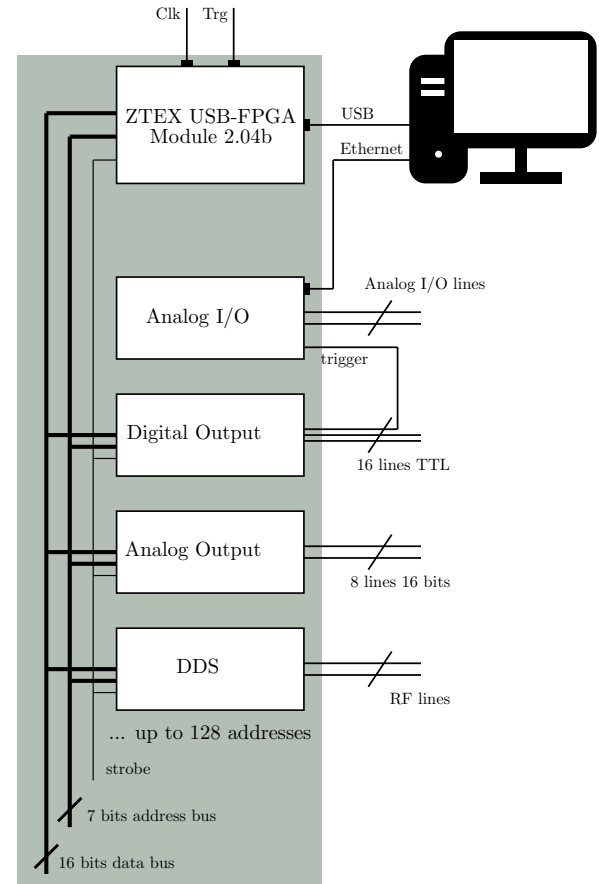 Clk Trg
ZTEX USB-FPGA
Module 2.04b
USB
Ethernet
Analog I/O lines
Analog I/O
trigger
Digital Output
16 lines TTL
Analog Output
8 lines 16 bits
DDS
RF lines
... up to 128 addresses
strobe
7 bits address bus
16 bits data bus